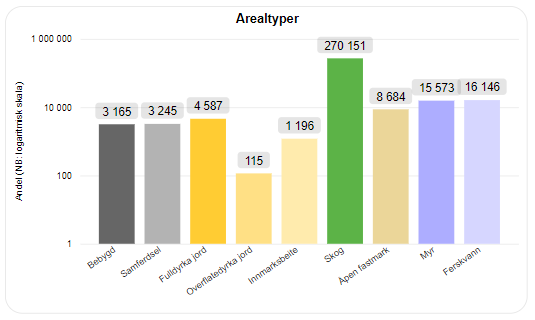 Arealtyper
Andel (NB: logaritmisk skala)
1 000 000
10 000
100
1
3 165
3 245
4 587
115
1 196
270 151
8 684
15 573
16 146
Bebygd
Samferdsel
Fulldyrka jord
Overflatedyrka jord
Innmarksbeite
Skog
Åpen fastmark
Myr
Ferskvann